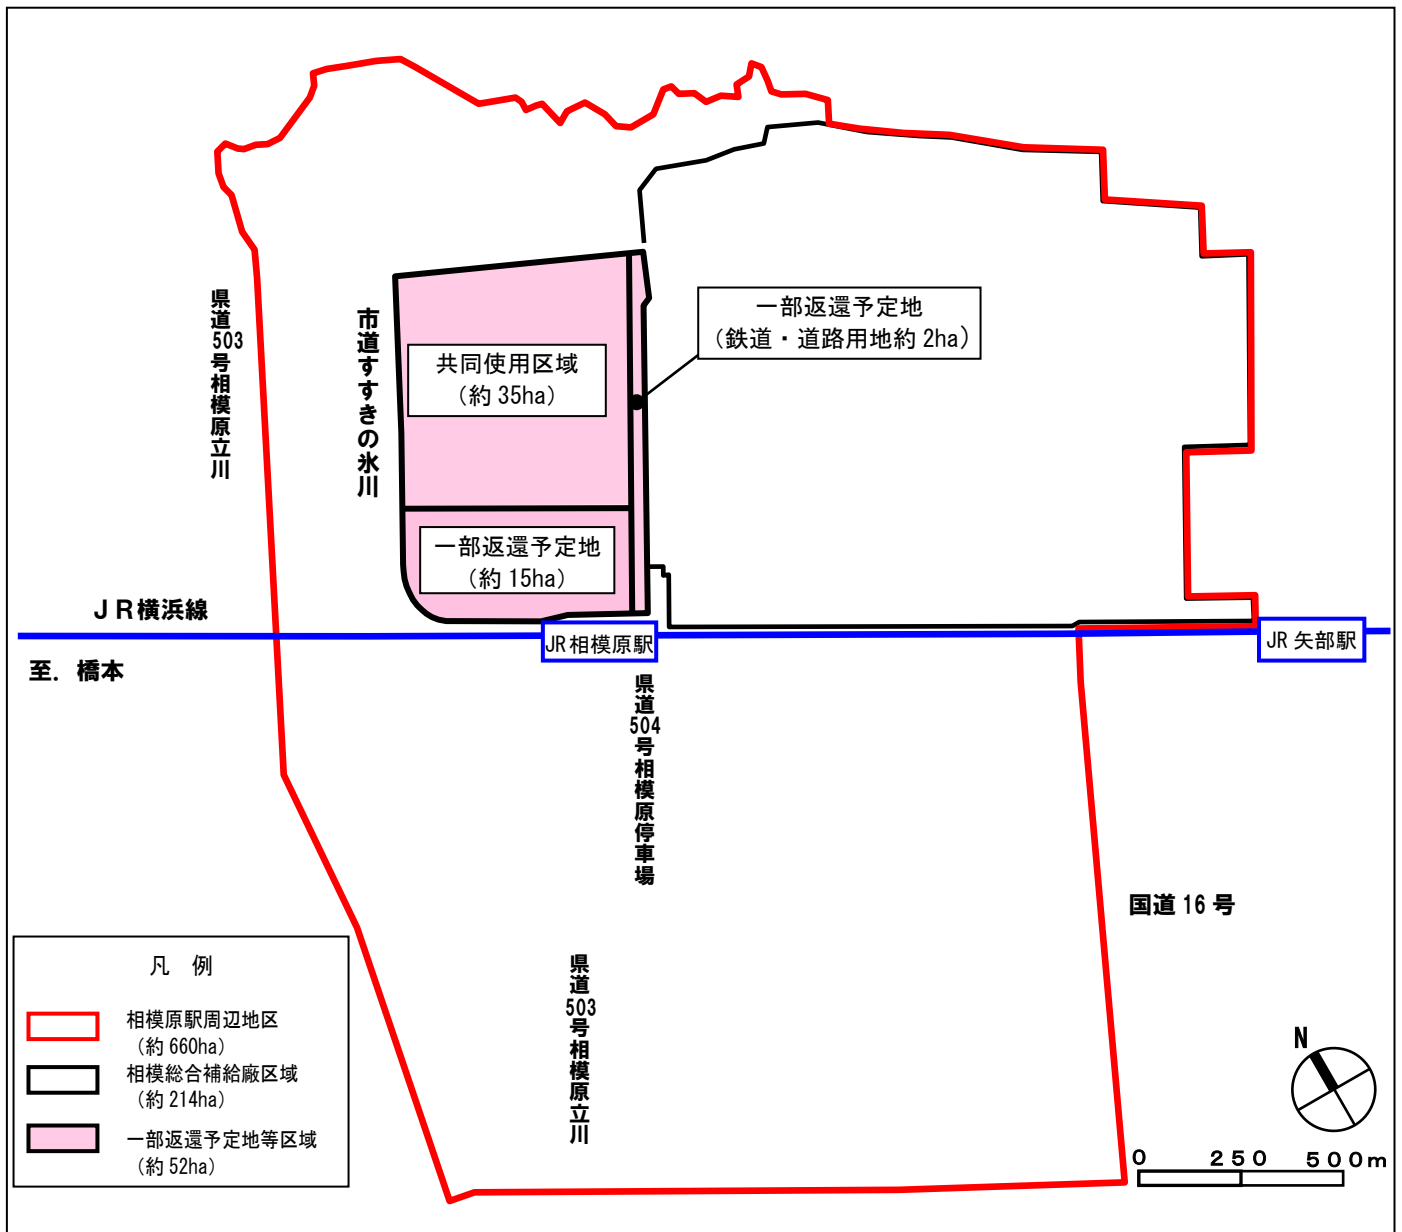 県道503号相模原立川
市道すすきの氷川
一部返還予定地
（鉄道・道路用地約 2ha）
共同使用区域
（約 35ha）
一部返還予定地
（約 15ha）
ＪＲ横浜線
JR 相模原駅
JR 矢部駅
至．橋本
県道504号相模原停車場
国道 16 号
県道503号相模原立川
凡　例
相模原駅周辺地区
（約 660ha）
相模総合補給廠区域
（約 214ha）
一部返還予定地等区域
（約 52ha）
N
0 250 500m